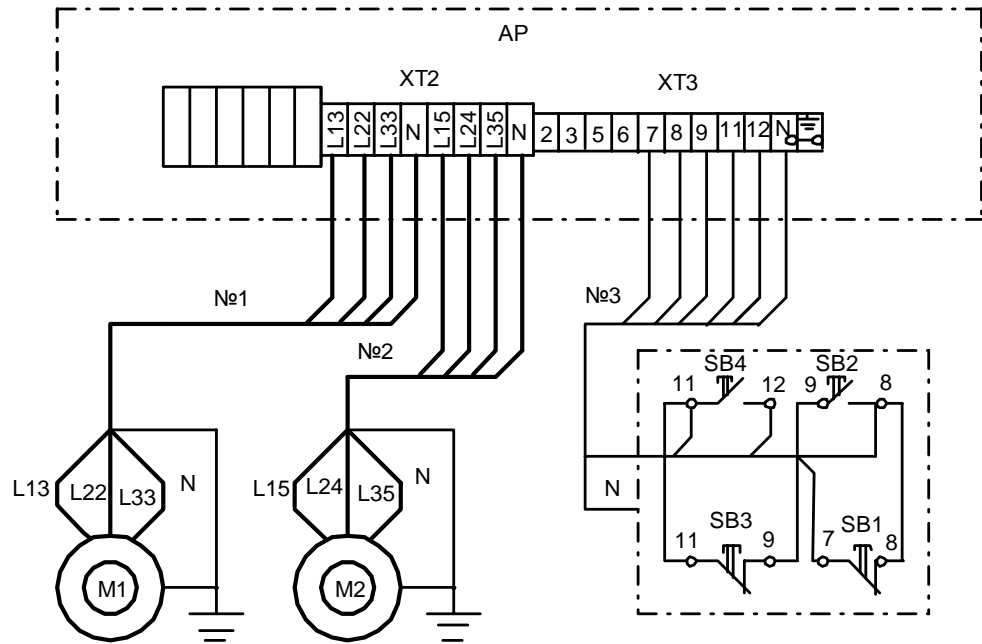 AP
XT2
XT3
L13 L22 L33 N L15 L24 L35 N 2 3 5 6 7 8 9 11 12 N
№1
№3
№2
SB4 SB2
11 12 9 8
L13 L22 L33 N L15 L24 L35 N N
SB3 SB1
11 9 7 8
M1 M2